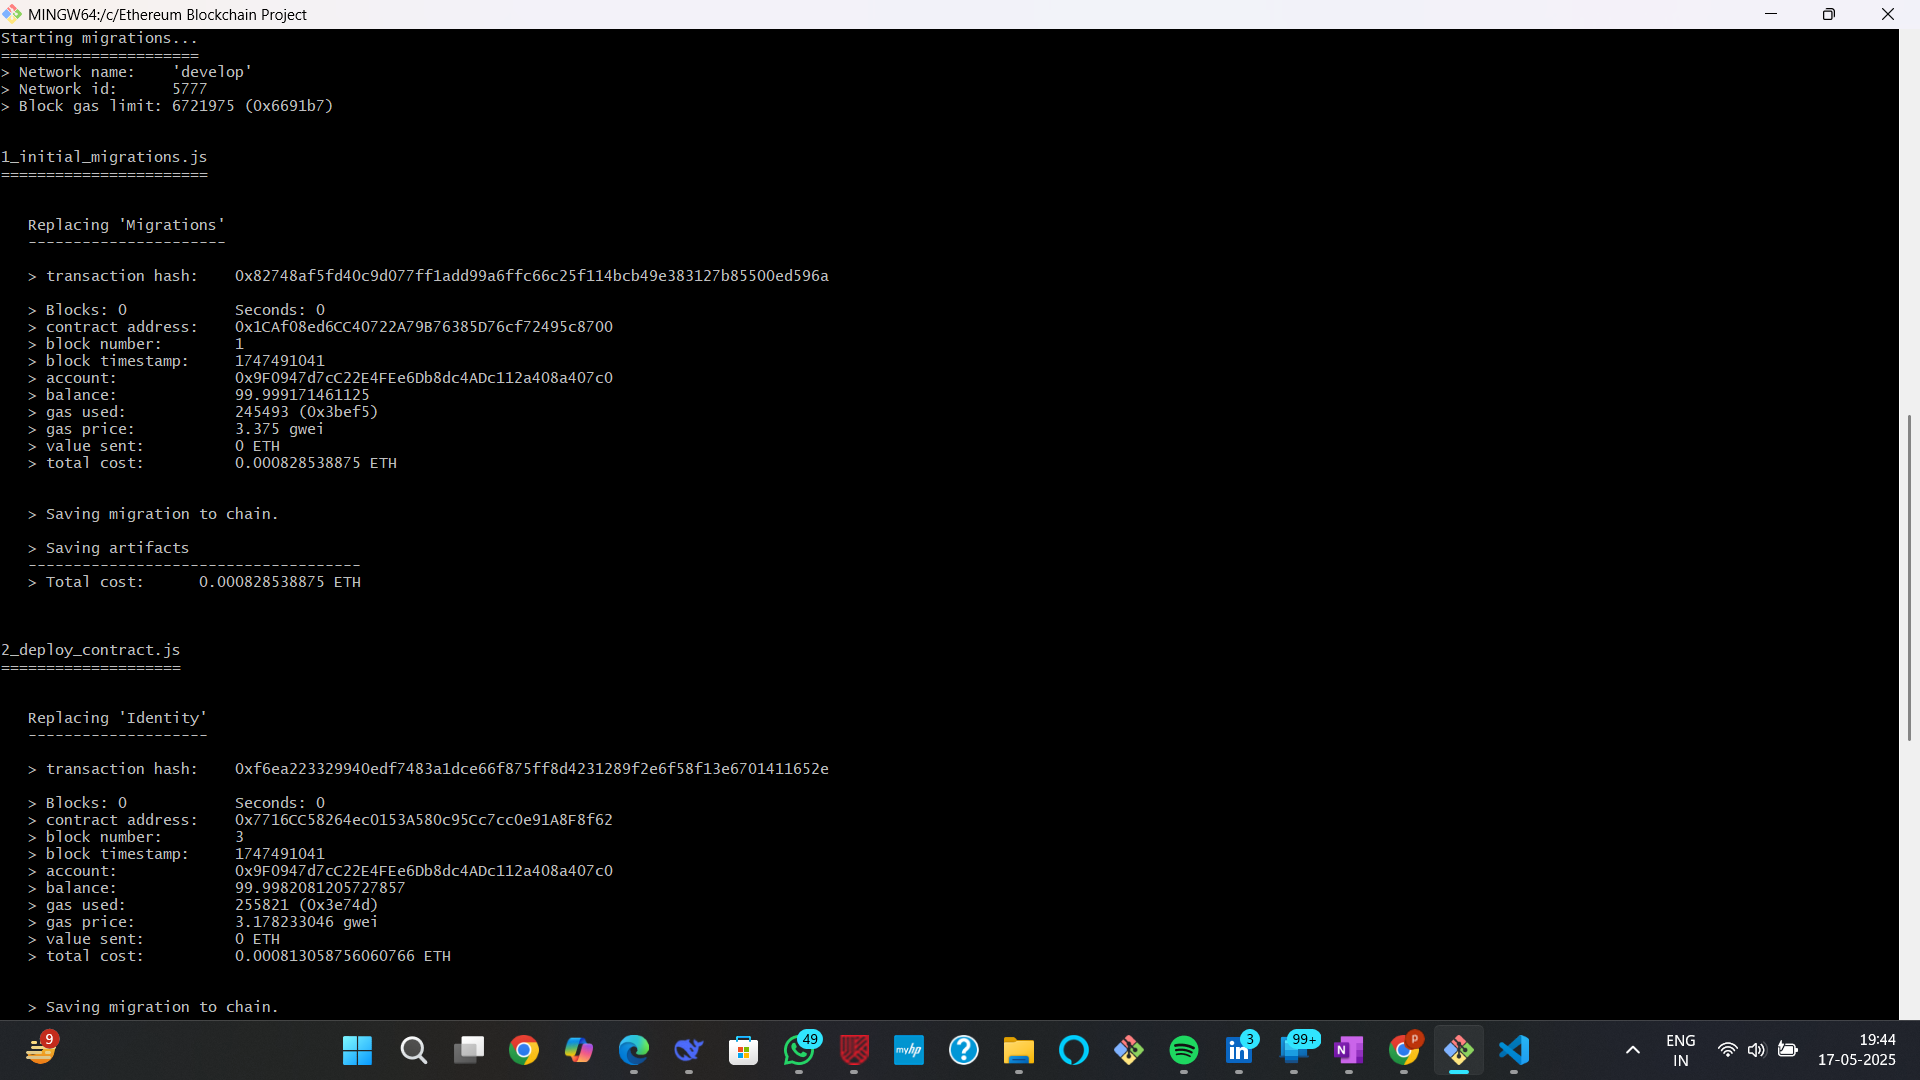 MINGW64:/c/Ethereum Blockchain Project
Starting migrations...
======================
> Network name:    'develop'
> Network id:      5777
> Block gas limit: 6721975 (0x6691b7)
1_initial_migrations.js
=======================
Replacing 'Migrations'
----------------------
> transaction hash:    0x82748af5fd40c9d077ff1add99a6ffc66c25f114bcb49e383127b85500ed596a
> Blocks: 0            Seconds: 0
> contract address:    0x1CAf08ed6CC40722A79B76385D76cf72495c8700
> block number:        1
> block timestamp:     1747491041
> account:             0x9F0947d7cC22E4FEe6Db8dc4ADc112a408a407c0
> balance:             99.999171461125
> gas used:            245493 (0x3bef5)
> gas price:           3.375 gwei
> value sent:          0 ETH
> total cost:          0.000828538875 ETH
> Saving migration to chain.
> Saving artifacts
-------------------------------------
> Total cost:      0.000828538875 ETH
2_deploy_contract.js
====================
Replacing 'Identity'
--------------------
> transaction hash:    0xf6ea223329940edf7483a1dce66f875ff8d4231289f2e6f58f13e6701411652e
> Blocks: 0            Seconds: 0
> contract address:    0x7716CC58264ec0153A580c95Cc7cc0e91A8F8f62
> block number:        3
> block timestamp:     1747491041
> account:             0x9F0947d7cC22E4FEe6Db8dc4ADc112a408a407c0
> balance:             99.9982081205727857
> gas used:            255821 (0x3e74d)
> gas price:           3.178233046 gwei
> value sent:          0 ETH
> total cost:          0.000813058756060766 ETH
> Saving migration to chain.
9
49
myhp
?
in 3
99+
N
P
ENG
IN
19:44
17-05-2025